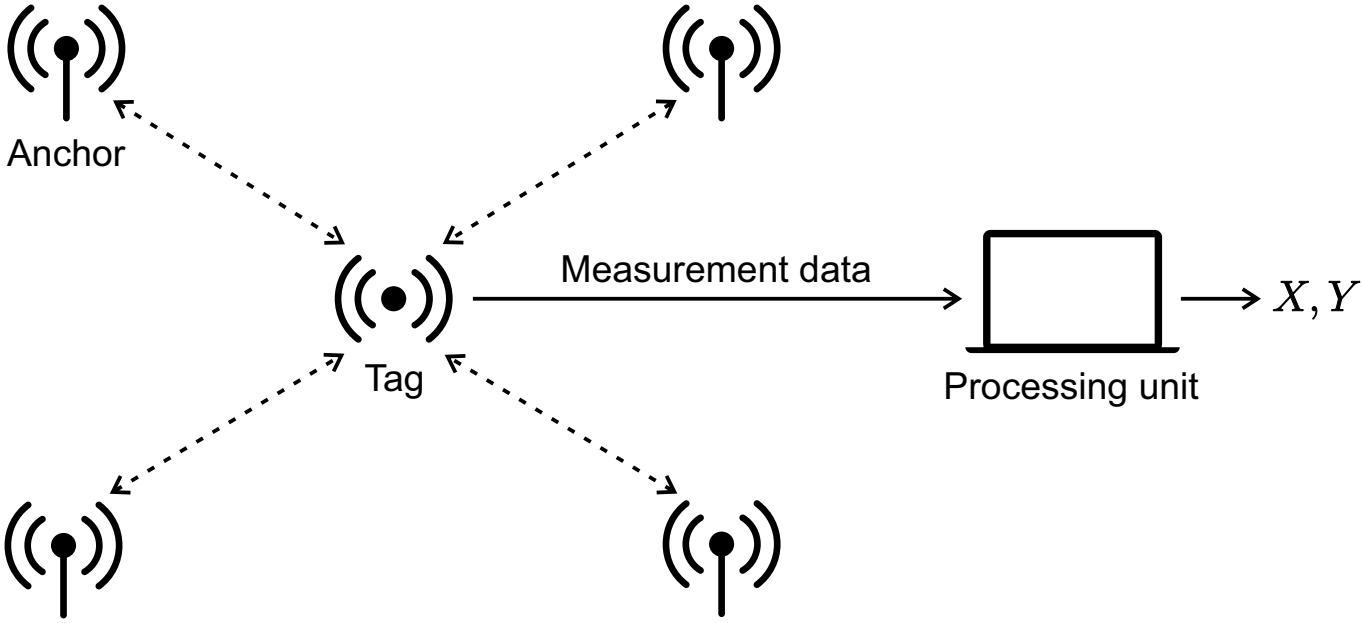 Anchor
Measurement data
X, Y
Tag
Processing unit